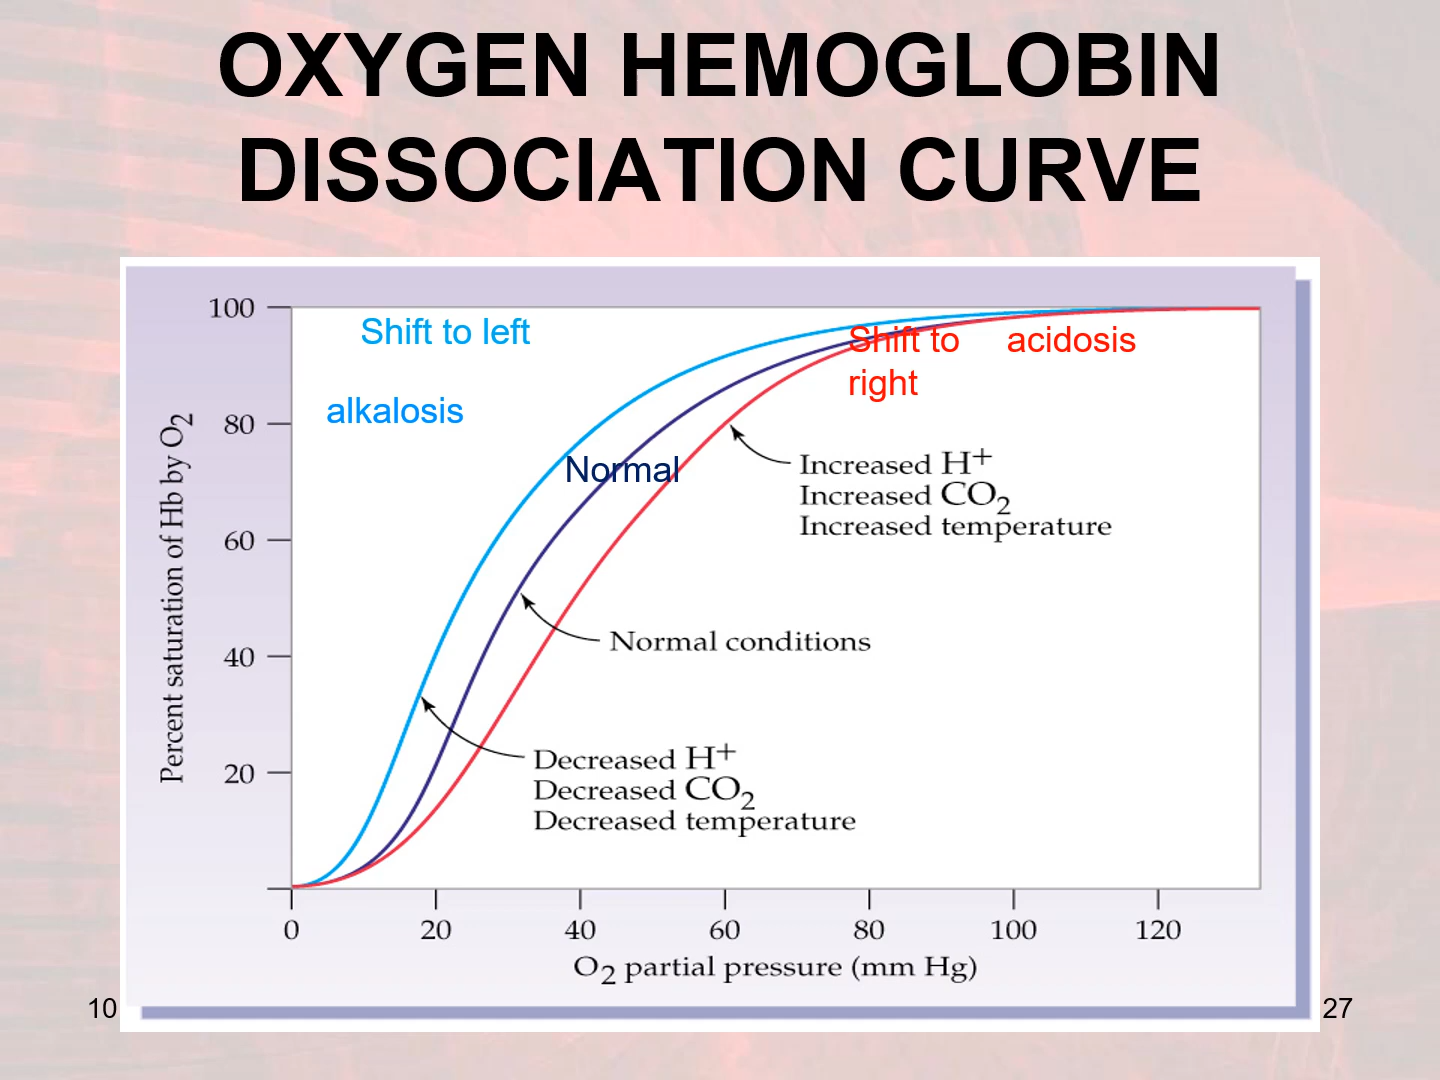 OXYGEN HEMOGLOBIN
DISSOCIATION CURVE
Percent saturation of Hb by O2
100
80
60
40
20
Shift to left
alkalosis
Shift to acidosis
right
Normal
Increased H+
Increased CO2
Increased temperature
Normal conditions
Decreased H+
Decreased CO2
Decreased temperature
0 20 40 60 80 100 120
O2 partial pressure (mm Hg)
10
27